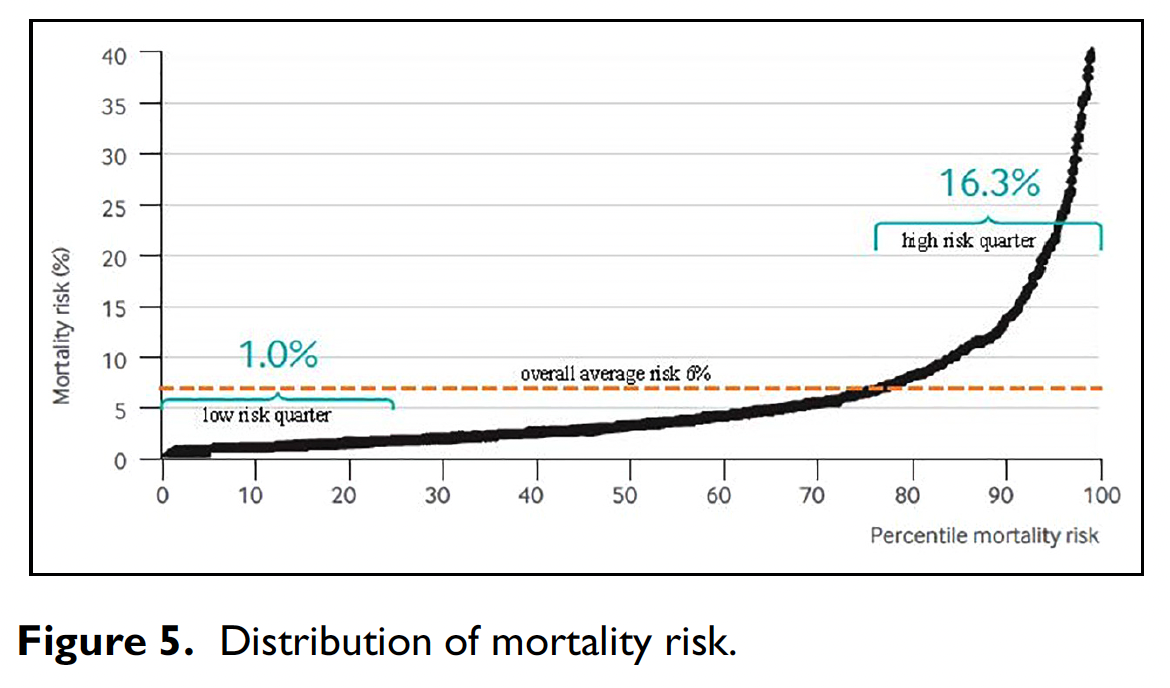 40
35
30
16.3%
25
high risk quarter
20
15
10
1.0%
overall average risk 6%
5
low risk quarter
0
Mortality risk (%)
0 10 20 30 40 50 60 70 80 90 100
Percentile mortality risk
Figure 5. Distribution of mortality risk.